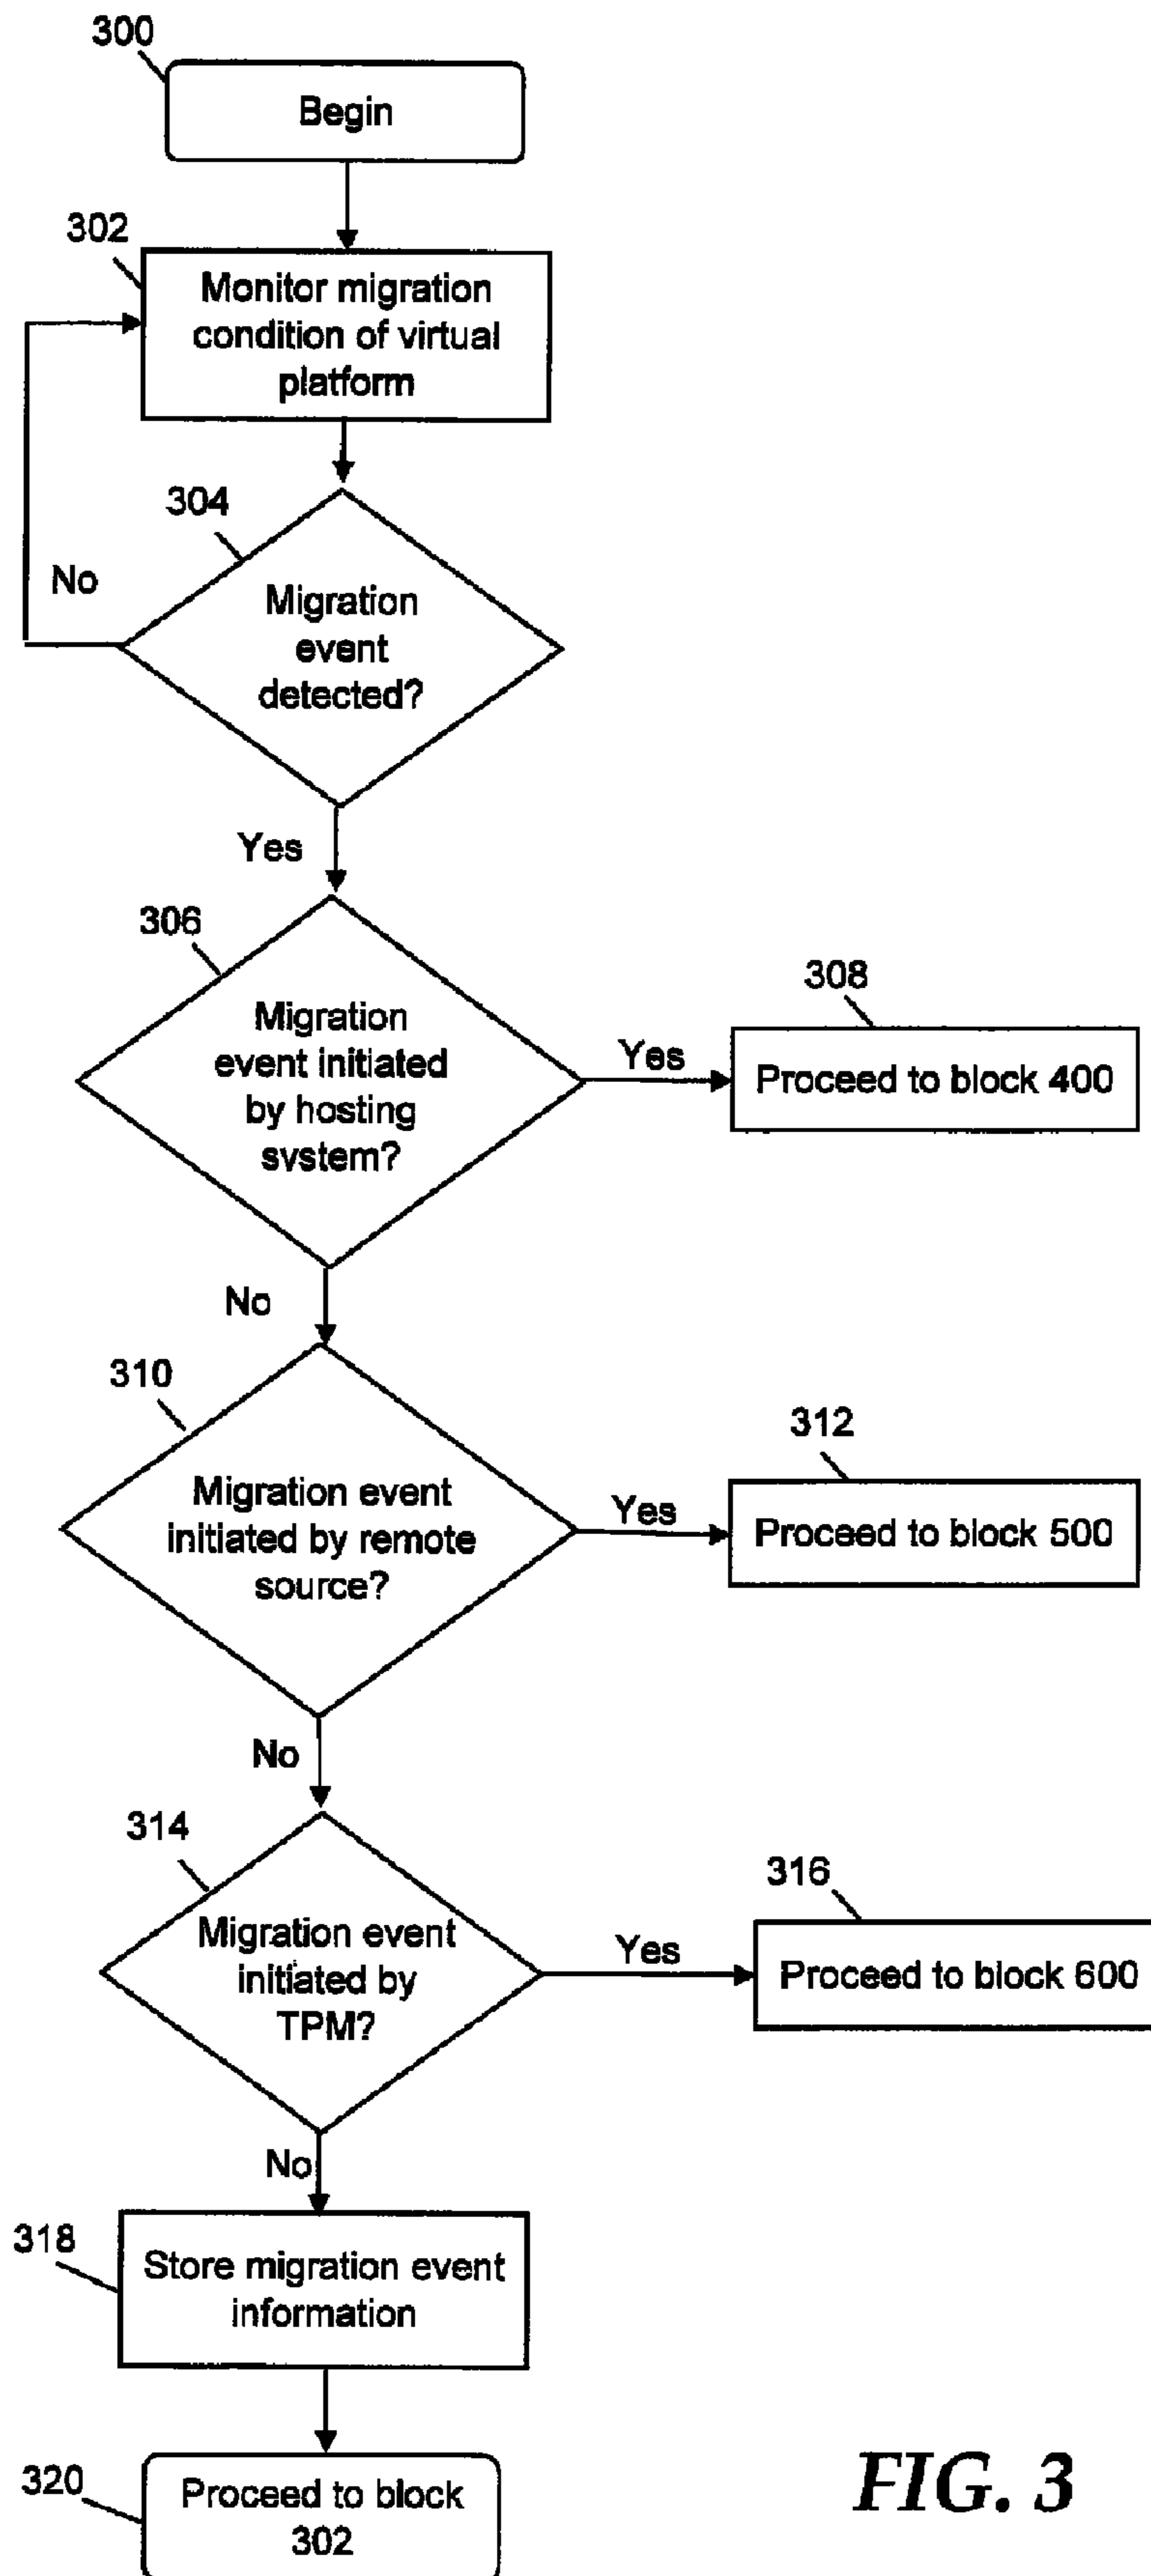 300
Begin
302
Monitor migration
condition of virtual
platform
304
No
Migration
event
detected?
Yes
306
Migration
event initiated
by hosting
system?
Yes
308
Proceed to block 400
No
310
Migration event
initiated by remote
source?
Yes
312
Proceed to block 500
No
314
Migration event
initiated by
TPM?
Yes
316
Proceed to block 600
No
318
Store migration event
information
320
Proceed to block
302
FIG. 3